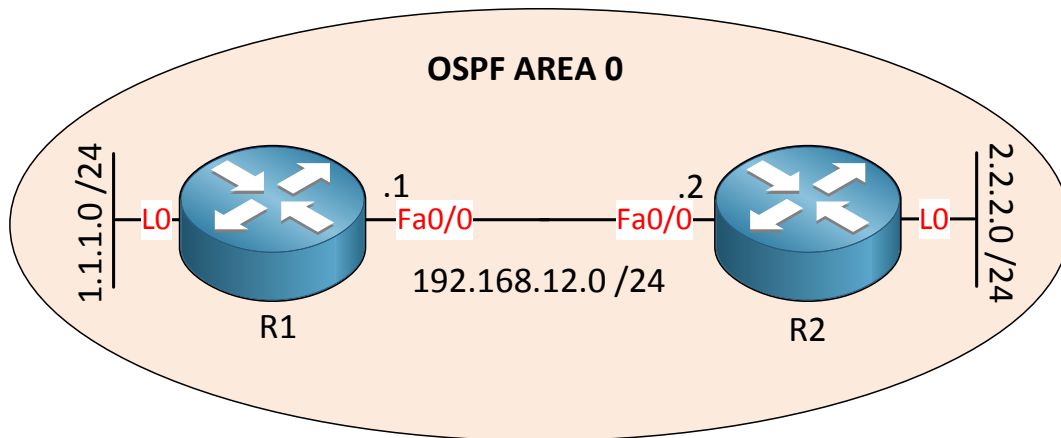 OSPF AREA 0
1.1.1.0 /24
L0
.1
Fa0/0
192.168.12.0 /24
.2
Fa0/0
L0
2.2.2.0 /24
R1
R2